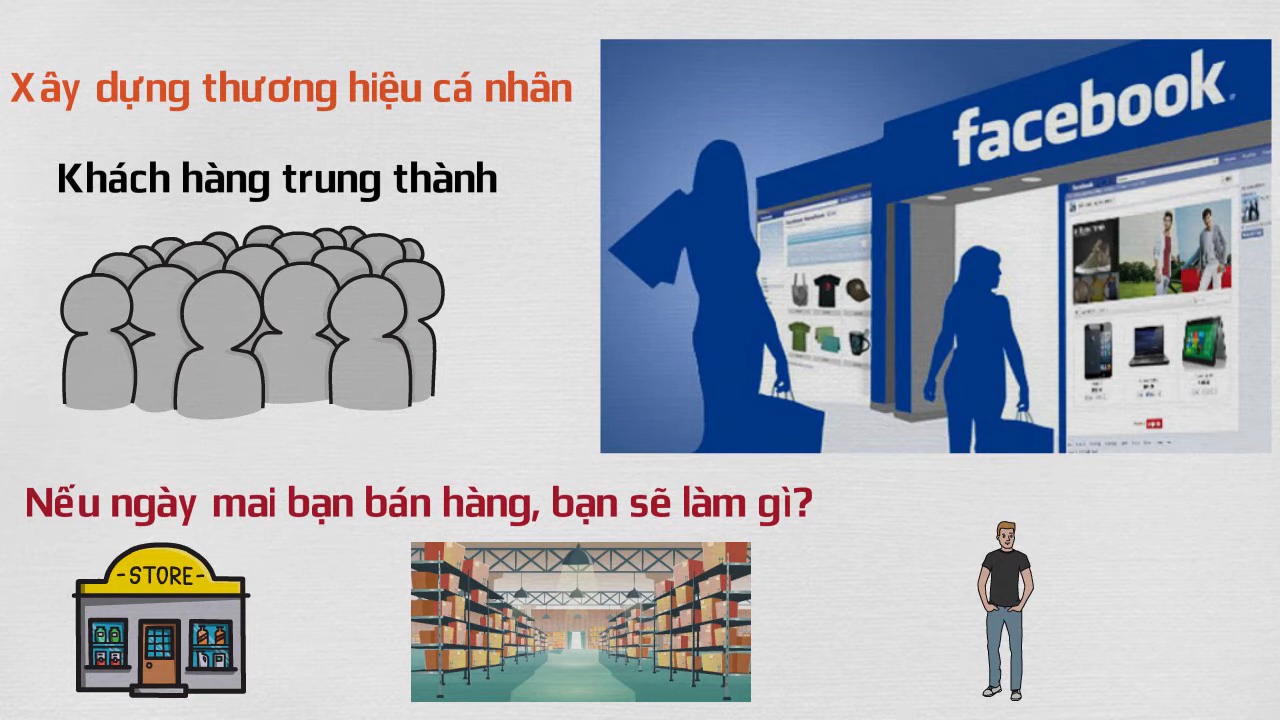 Xây dựng thương hiệu cá nhân
Khách hàng trung thành
facebook
Nếu ngày mai bạn bán hàng, bạn sẽ làm gì?
-STORE-